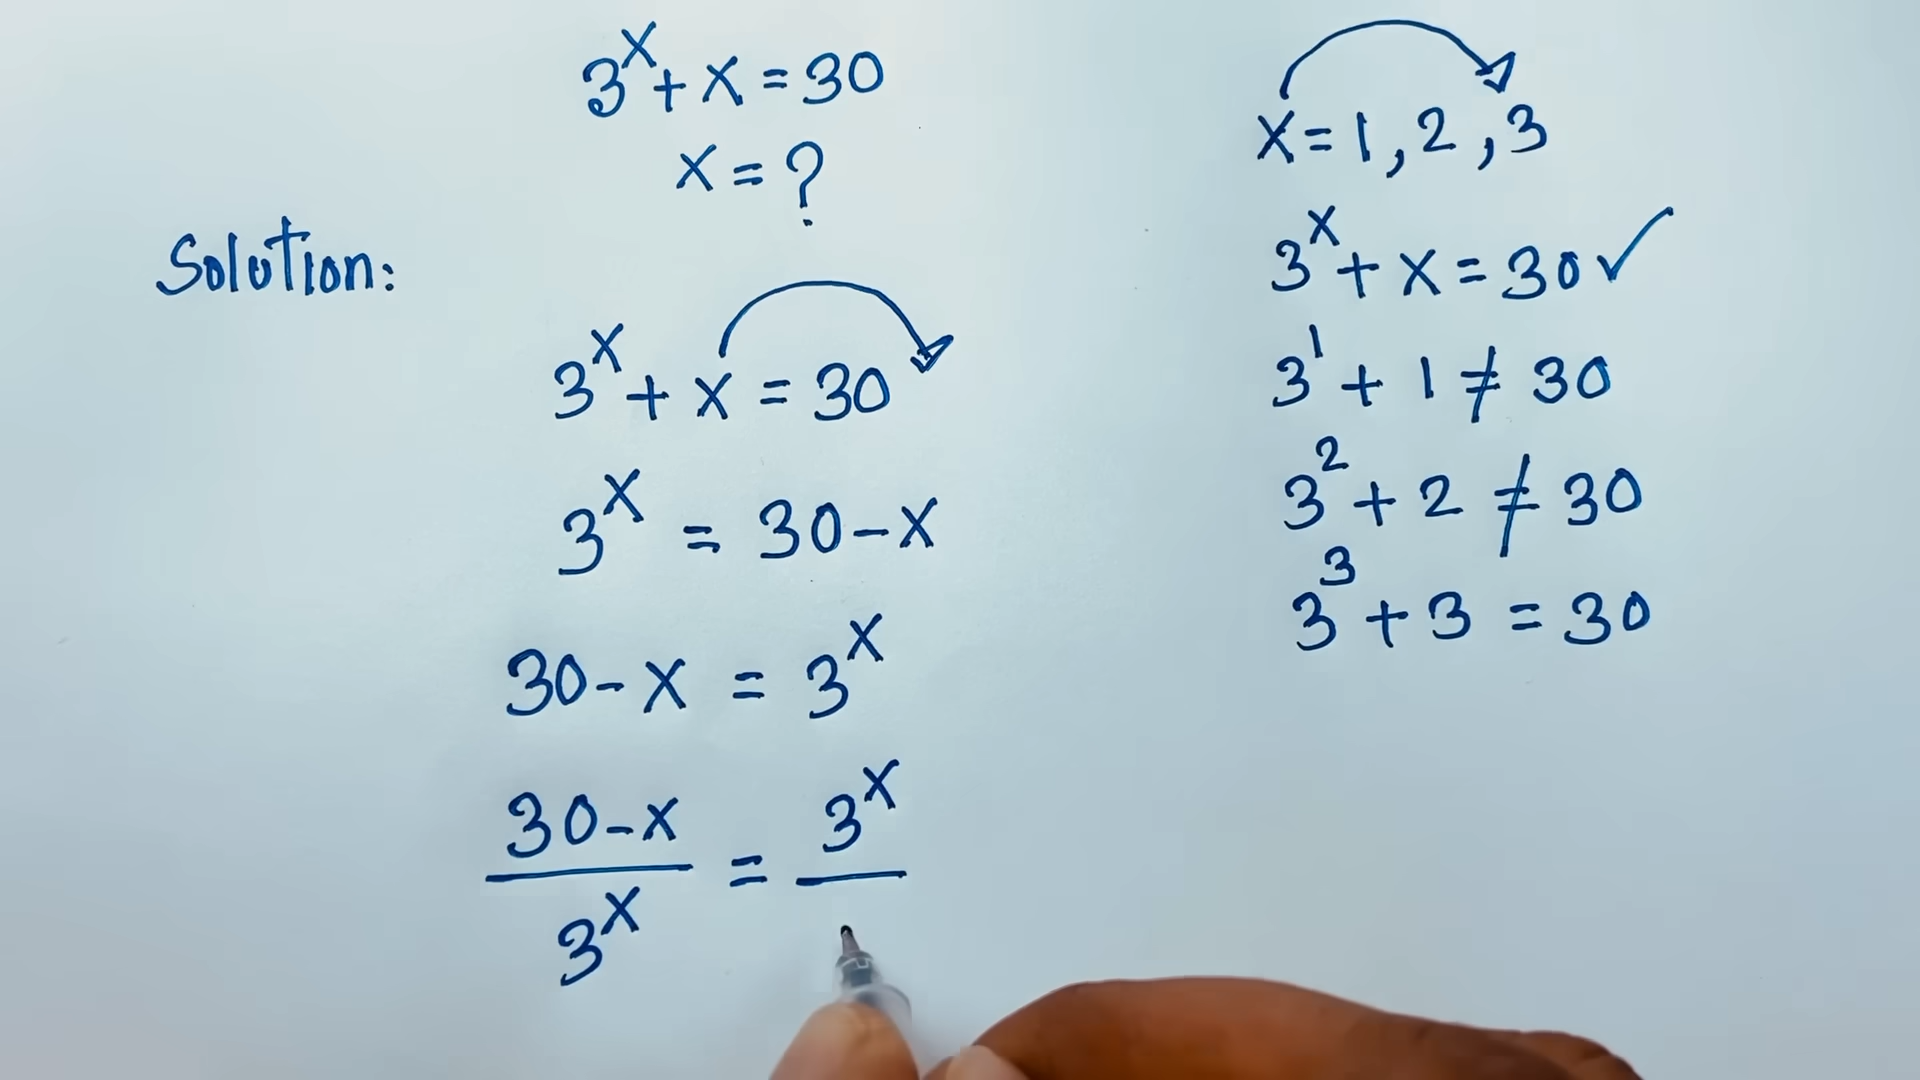 3^x + x = 30
x = ?
Solution:
3^x + x = 30
3^x = 30 - x
30 - x = 3^x
(30 - x) / 3^x = 3^x /
x = 1, 2, 3
3^x + x = 30 ✓
3^1 + 1 ≠ 30
3^2 + 2 ≠ 30
3^3 + 3 = 30